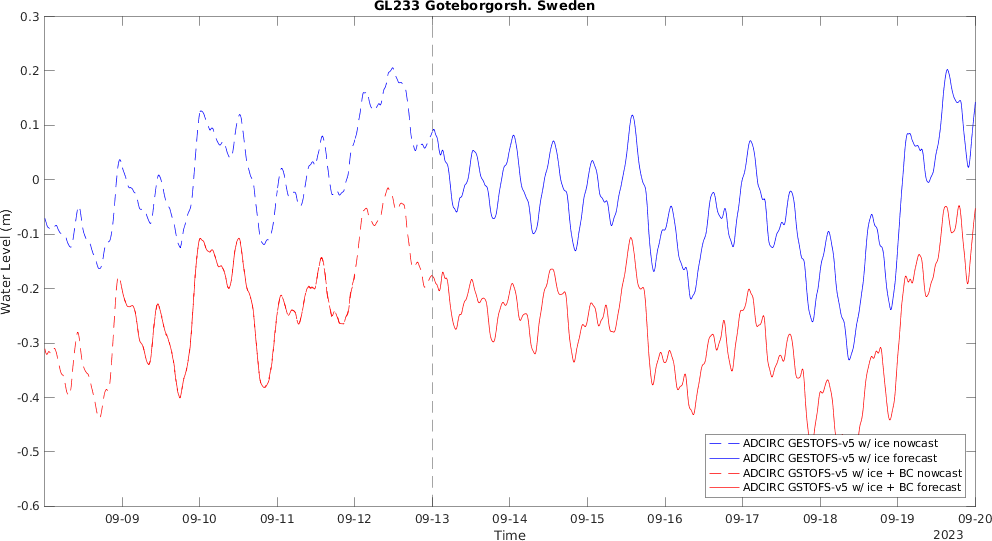 GL233 Goteborgorsh. Sweden
0.3
0.2
0.1
0
-0.1
-0.2
-0.3
-0.4
-0.5
-0.6
Water Level (m)
ADCIRC GESTOFS-v5 w/ ice nowcast
ADCIRC GESTOFS-v5 w/ ice forecast
ADCIRC GSTOFS-v5 w/ ice + BC nowcast
ADCIRC GSTOFS-v5 w/ ice + BC forecast
09-09 09-10 09-11 09-12 09-13 09-14 09-15 09-16 09-17 09-18 09-19 09-20
Time
2023